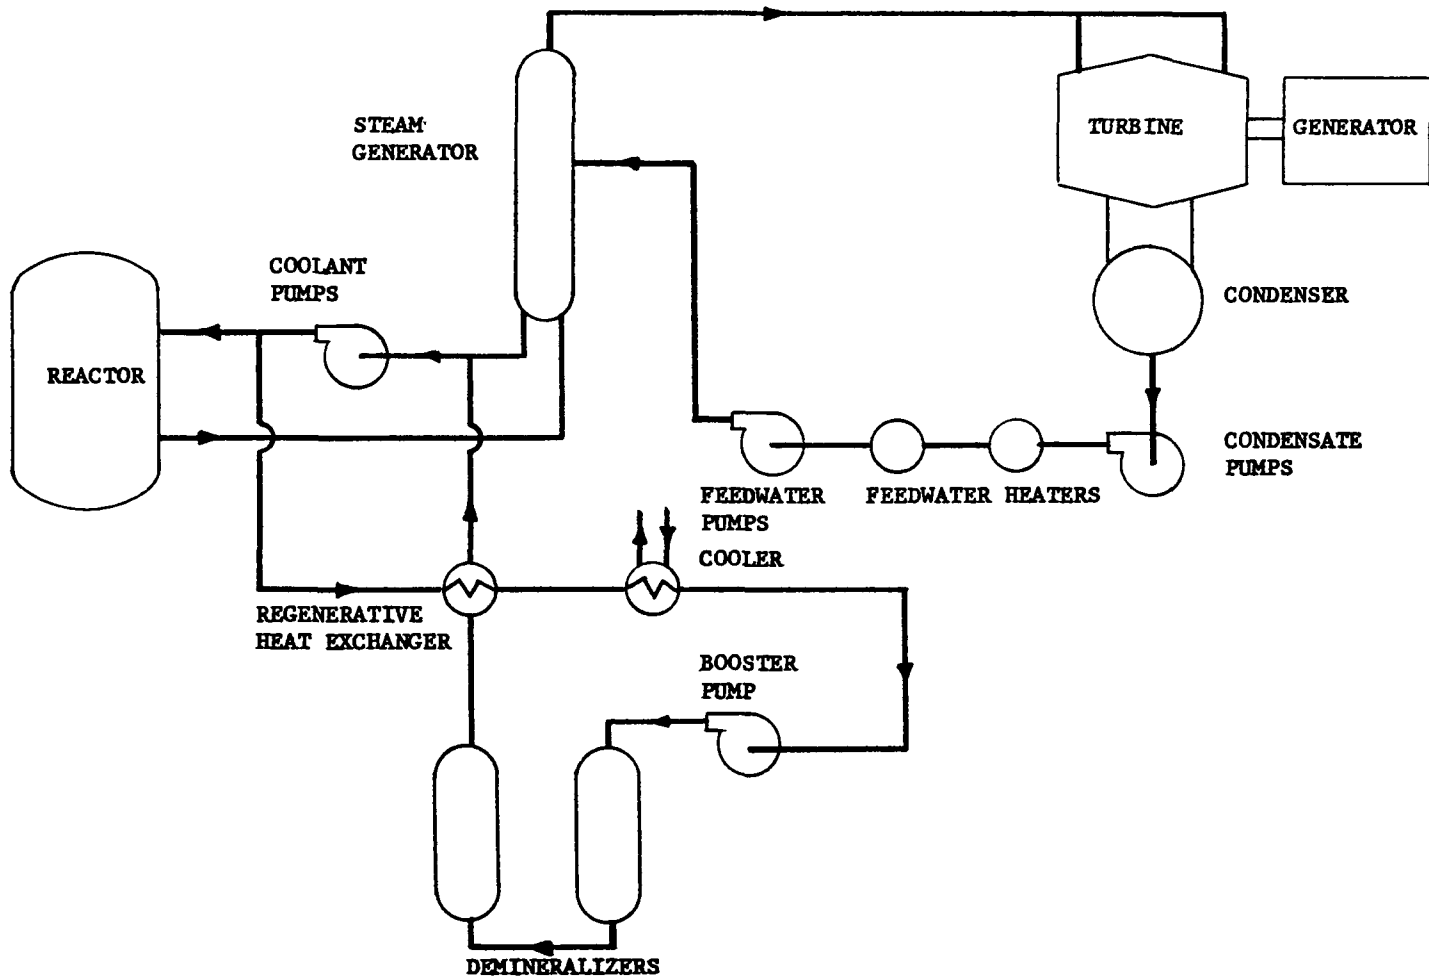 STEAM
GENERATOR
TURBINE
GENERATOR
COOLANT
PUMPS
CONDENSER
REACTOR
CONDENSATE
PUMPS
FEEDWATER
PUMPS
FEEDWATER HEATERS
COOLER
REGENERATIVE
HEAT EXCHANGER
BOOSTER
PUMP
DEMINERALIZERS